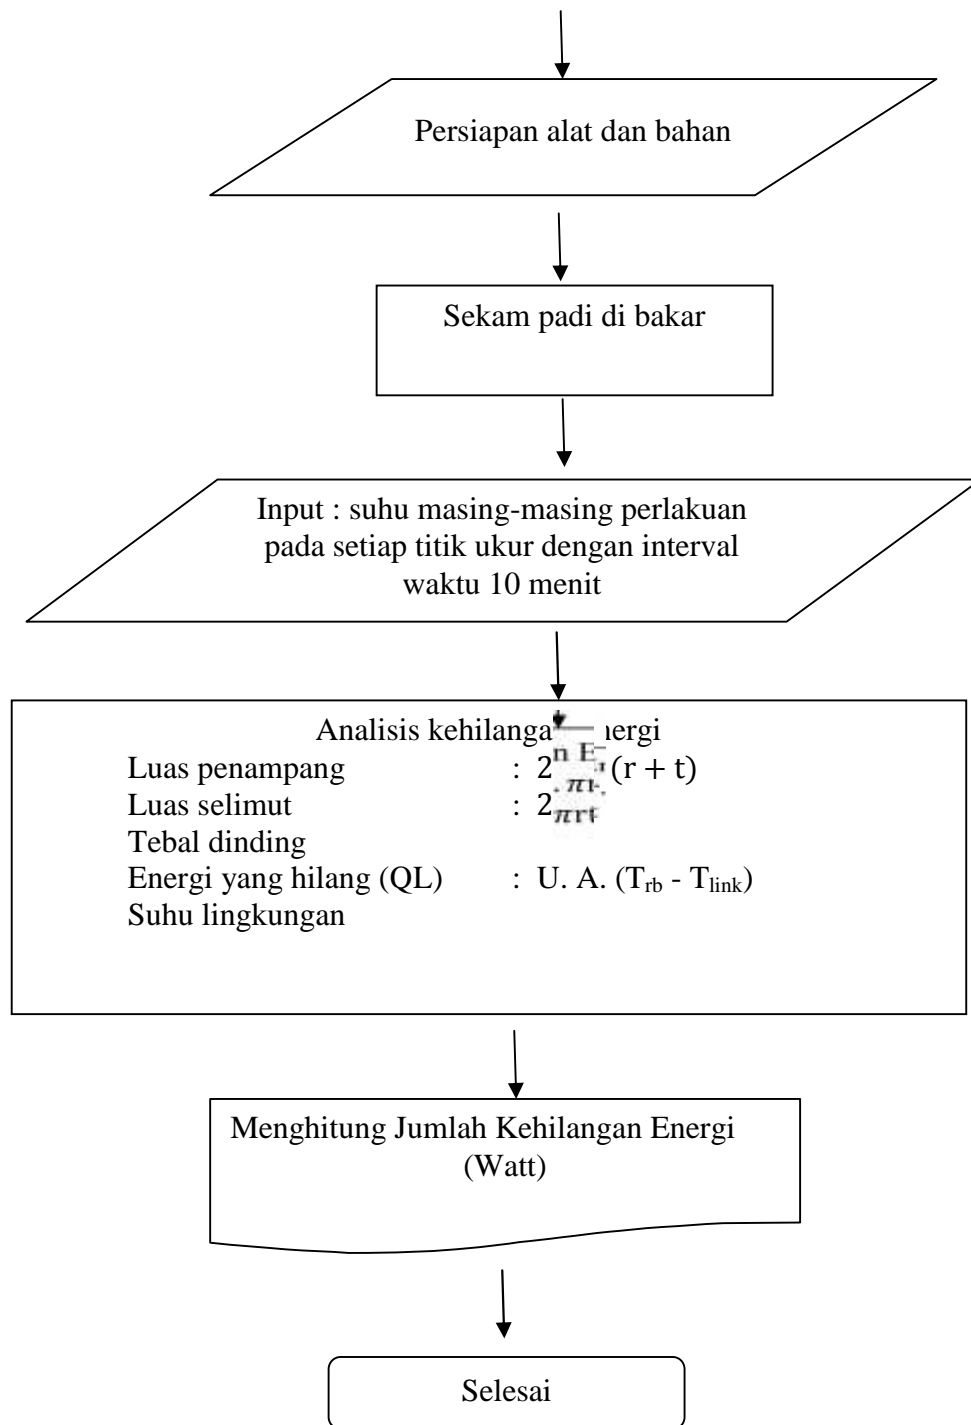 Persiapan alat dan bahan
Sekam padi di bakar
Input : suhu masing-masing perlakuan
pada setiap titik ukur dengan interval
waktu 10 menit
Analisis
Luas penampang : 2 (r + t)
Luas selimut : 2 πrt
Tebal dinding
Energi yang hilang (QL) : U. A. (Trb - Tlink)
Suhu lingkungan
Menghitung Jumlah Kehilangan Energi
(Watt)
Selesai